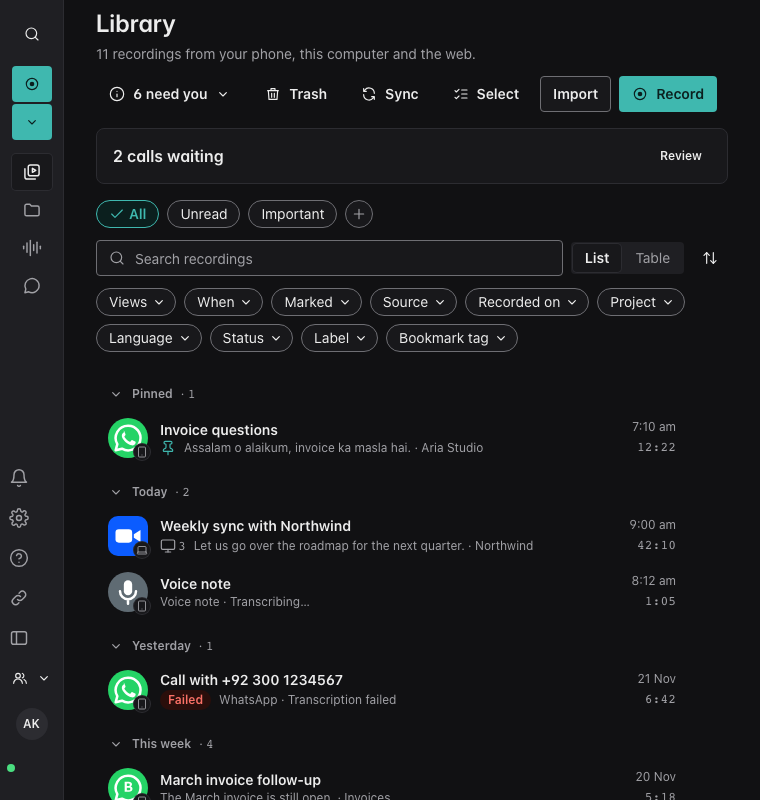 Library
11 recordings from your phone, this computer and the web.
6 need you Trash Sync Select Import Record
2 calls waiting Review
All Unread Important
Search recordings List Table
Views When Marked Source Recorded on Project
Language Status Label Bookmark tag
Pinned · 1
Invoice questions 7:10 am
Assalam o alaikum, invoice ka masla hai. · Aria Studio 12:22
Today · 2
Weekly sync with Northwind 9:00 am
3 Let us go over the roadmap for the next quarter. · Northwind 42:10
Voice note 8:12 am
Voice note · Transcribing... 1:05
Yesterday · 1
Call with +92 300 1234567 21 Nov
Failed WhatsApp · Transcription failed 6:42
AK
This week · 4
B March invoice follow-up 20 Nov
The March invoice is still open. · Invoices 5:18